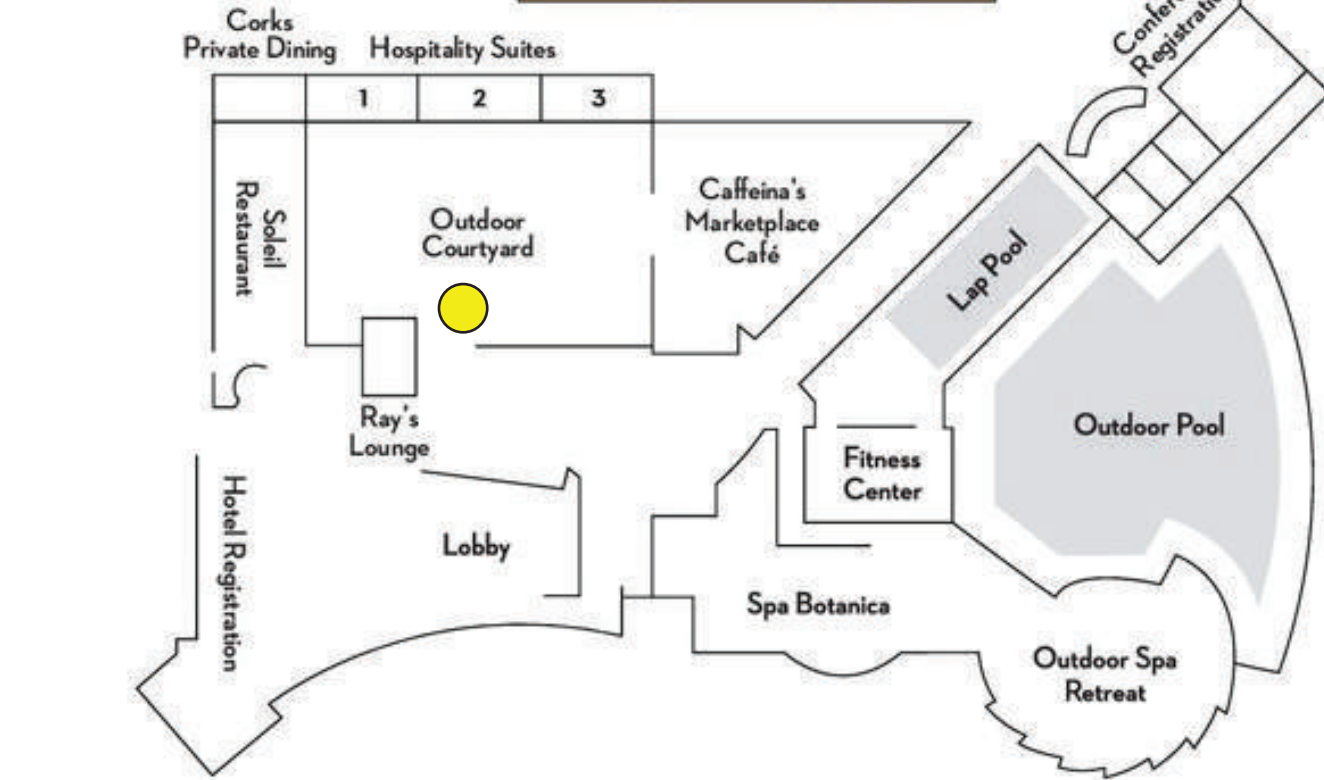 Corks
Private Dining
Hospitality Suites
1
2
3
Soleil
Restaurant
Outdoor
Courtyard
Caffeina's
Marketplace
Café
Lap Pool
Outdoor Pool
Ray's
Lounge
Fitness
Center
Hotel Registration
Lobby
Spa Botanica
Outdoor Spa
Retreat